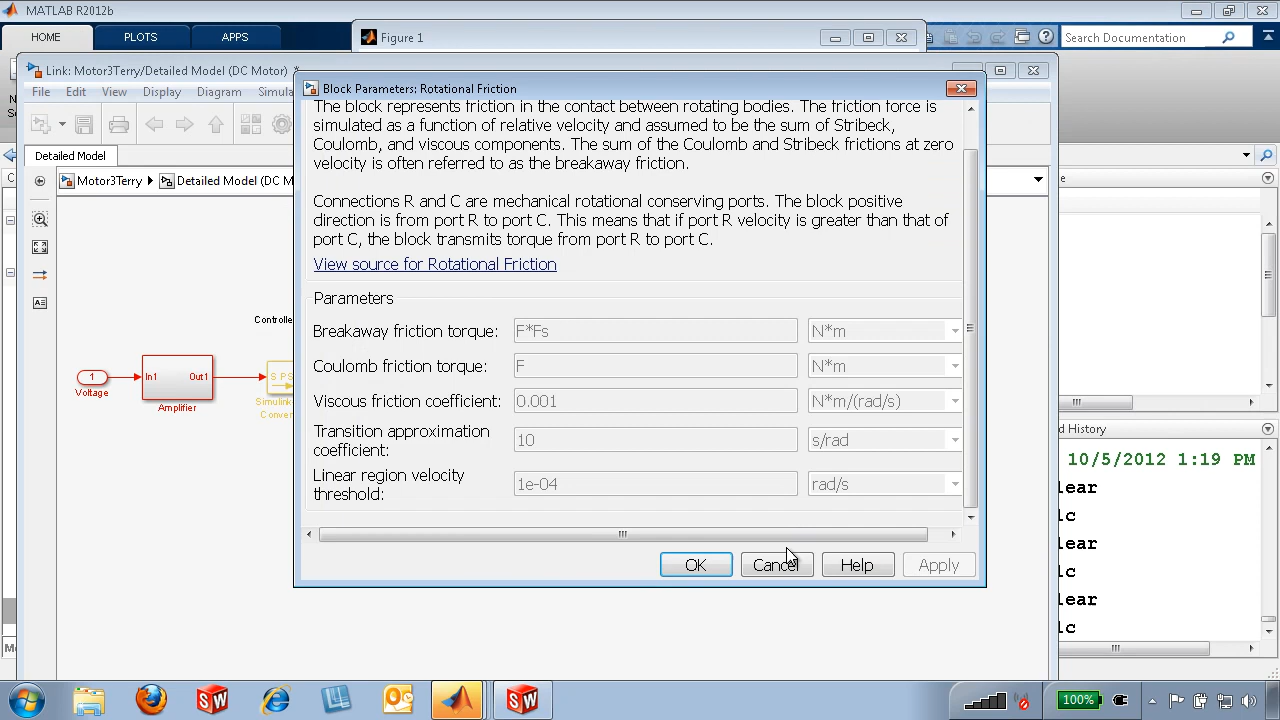 MATLAB R2012b
HOME
PLOTS
APPS
Figure 1
Search Documentation
Link: Motor3Terry/Detailed Model (DC Motor) *
File Edit View Display Diagram
Block Parameters: Rotational Friction
The block represents friction in the contact between rotating bodies. The friction force is
simulated as a function of relative velocity and assumed to be the sum of Stribeck,
Coulomb, and viscous components. The sum of the Coulomb and Stribeck frictions at zero
velocity is often referred to as the breakaway friction.
Connections R and C are mechanical rotational conserving ports. The block positive
direction is from port R to port C. This means that if port R velocity is greater than that of
port C, the block transmits torque from port R to port C.
View source for Rotational Friction
Parameters
Breakaway friction torque: F*Fs N*m
Coulomb friction torque: F N*m
Viscous friction coefficient: 0.001 N*m/(rad/s)
Transition approximation
coefficient: 10 s/rad
Linear region velocity
threshold: 1e-04 rad/s
OK Cancel Help Apply
Detailed Model
Motor3Terry Detailed Model (DC M
Controlle
1
Voltage
In1 Out1
Amplifier
S PS
Simulink
Conver
d History
10/5/2012 1:19 PM
lear
lc
lear
lc
lear
lc
100%